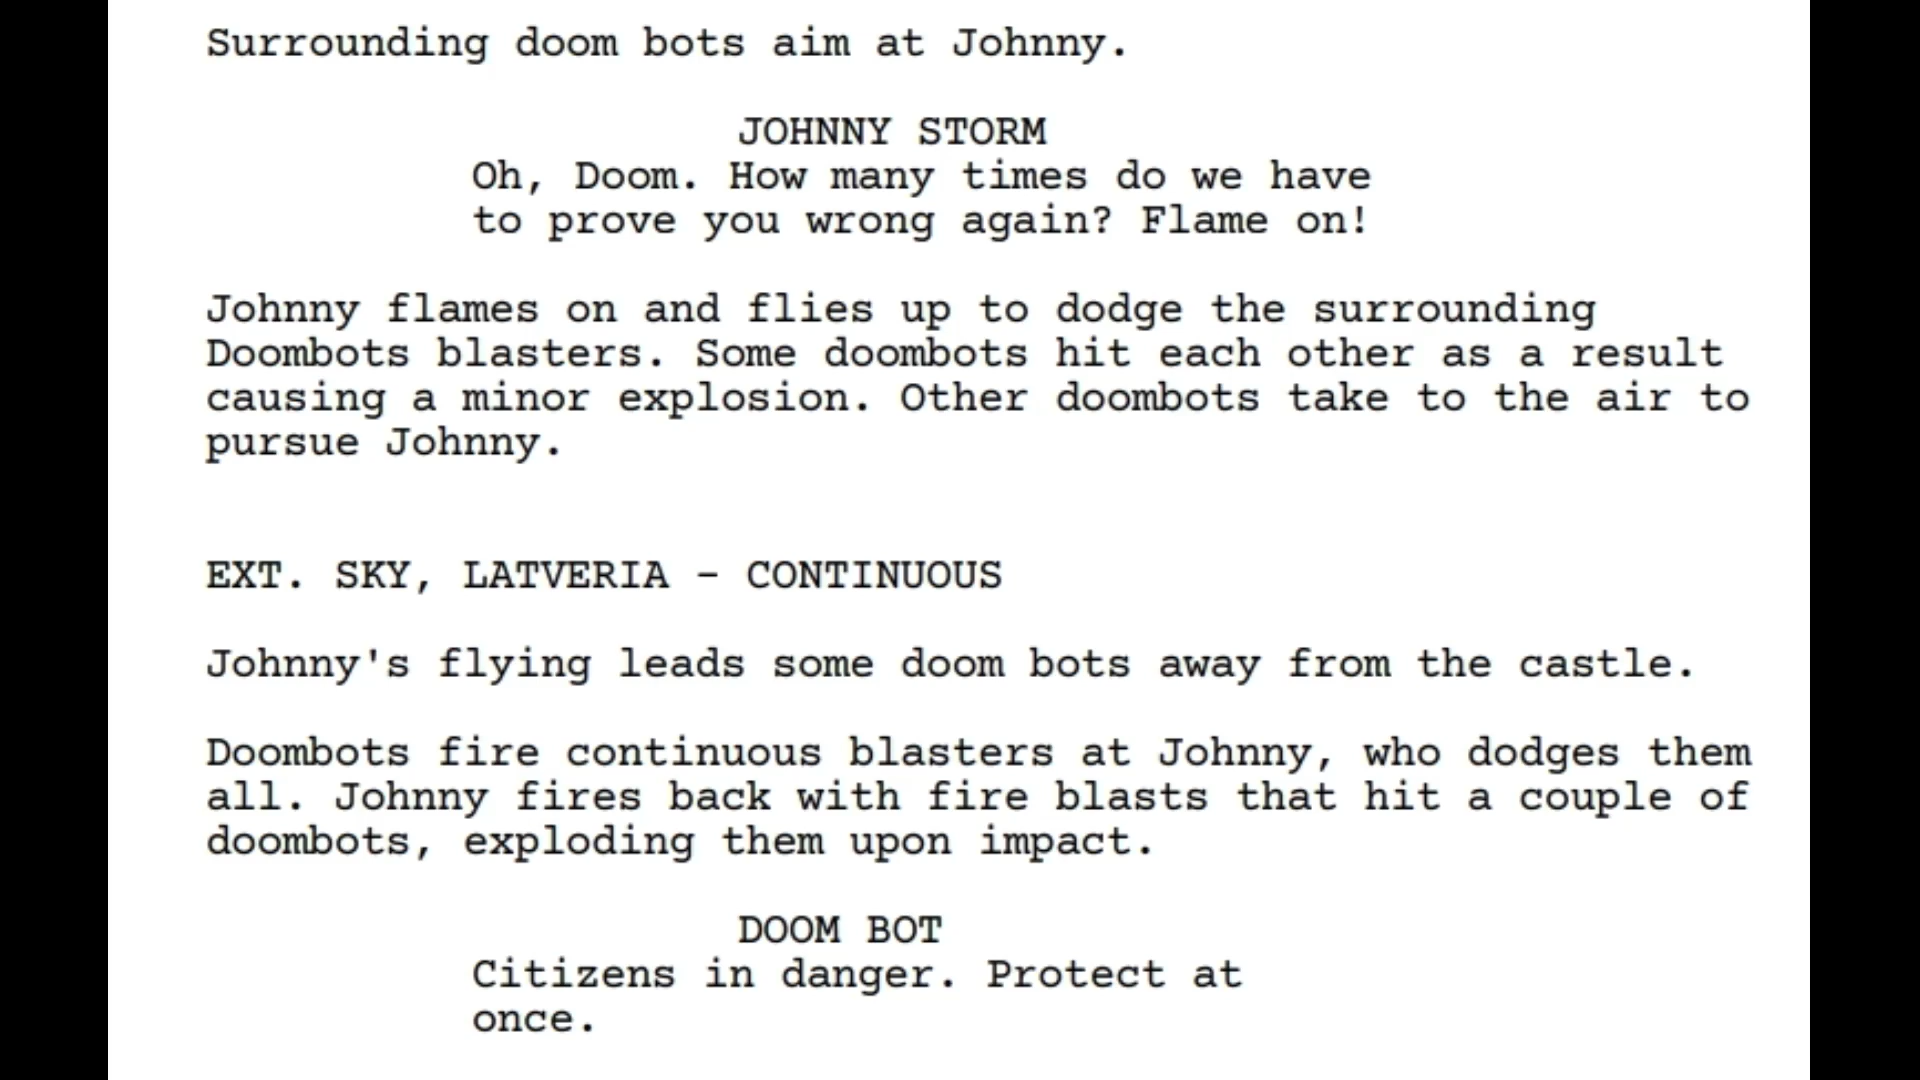 Surrounding doom bots aim at Johnny.
JOHNNY STORM
Oh, Doom. How many times do we have
to prove you wrong again? Flame on!
Johnny flames on and flies up to dodge the surrounding
Doombots blasters. Some doombots hit each other as a result
causing a minor explosion. Other doombots take to the air to
pursue Johnny.
EXT. SKY, LATVERIA - CONTINUOUS
Johnny's flying leads some doom bots away from the castle.
Doombots fire continuous blasters at Johnny, who dodges them
all. Johnny fires back with fire blasts that hit a couple of
doombots, exploding them upon impact.
DOOM BOT
Citizens in danger. Protect at
once.